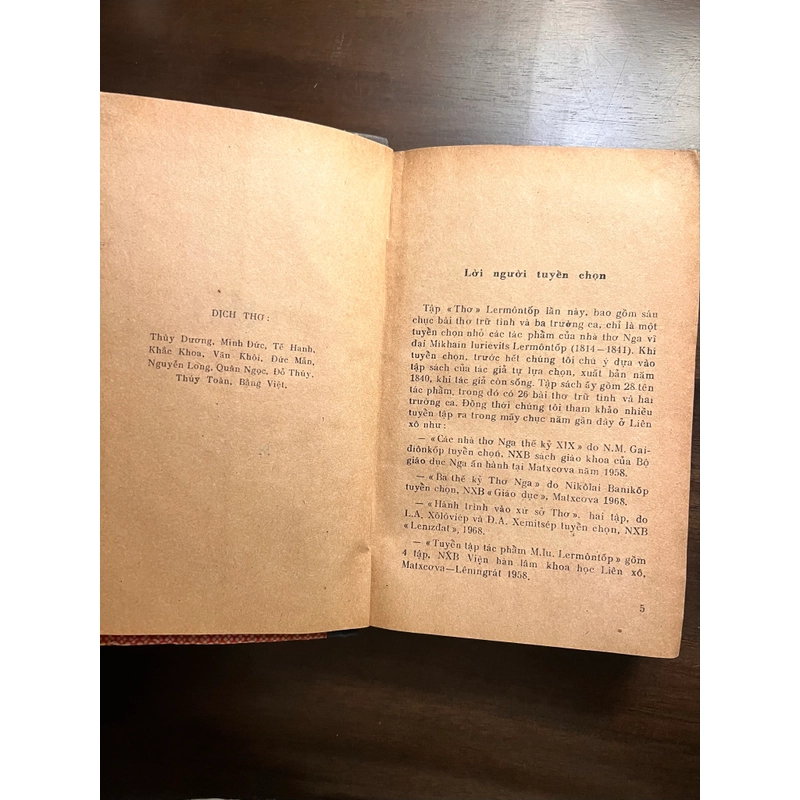 DỊCH THƠ:
Thùy Dương, Minh Đức, Tế Hanh,
Khắc Khoa, Văn Khôi, Đức Mẫn,
Nguyễn Long, Quân Ngọc, Đỗ Thúy,
Thúy Toàn, Bằng Việt.
Lời người tuyển chọn
Tập «Thơ» Lermôntốp lần này, bao gồm sáu
chục bài thơ trữ tình và ba trường ca, chỉ là một
tuyển chọn nhỏ các tác phẩm của nhà thơ Nga vĩ
đại Mikhain Iurievits Lermôntốp (1814—1841). Khi
tuyển chọn, trước hết chúng tôi chú ý dựa vào
tập sách của tác giả tự lựa chọn, xuất bản năm
1840, khi tác giả còn sống. Tập sách ấy gồm 28 tên
tác phẩm, trong đó có 26 bài thơ trữ tình và hai
trường ca. Đồng thời chúng tôi tham khảo nhiều
tuyển tập ra trong mấy chục năm gần đây ở Liên
xô như:
— «Các nhà thơ Nga thế kỷ XIX» do N.M. Gai-
điônkốp tuyển chọn, NXB sách giáo khoa của Bộ
giáo dục Nga ấn hành tại Matxcơva năm 1958.
— «Ba thế kỷ Thơ Nga» do Nikôlai Banikốp
tuyển chọn, NXB «Giáo dục», Matxcơva 1968.
— «Hành trình vào xứ sở Thơ», hai tập, do
L.A. Xôlôviép và Đ.A. Xemitsép tuyển chọn, NXB
«Lenizđat», 1968.
— «Tuyển tập tác phẩm M.Iu. Lermôntốp» gồm
4 tập, NXB Viện hàn lâm khoa học Liên xô,
Matxcơva—Lêningrát 1958.
5